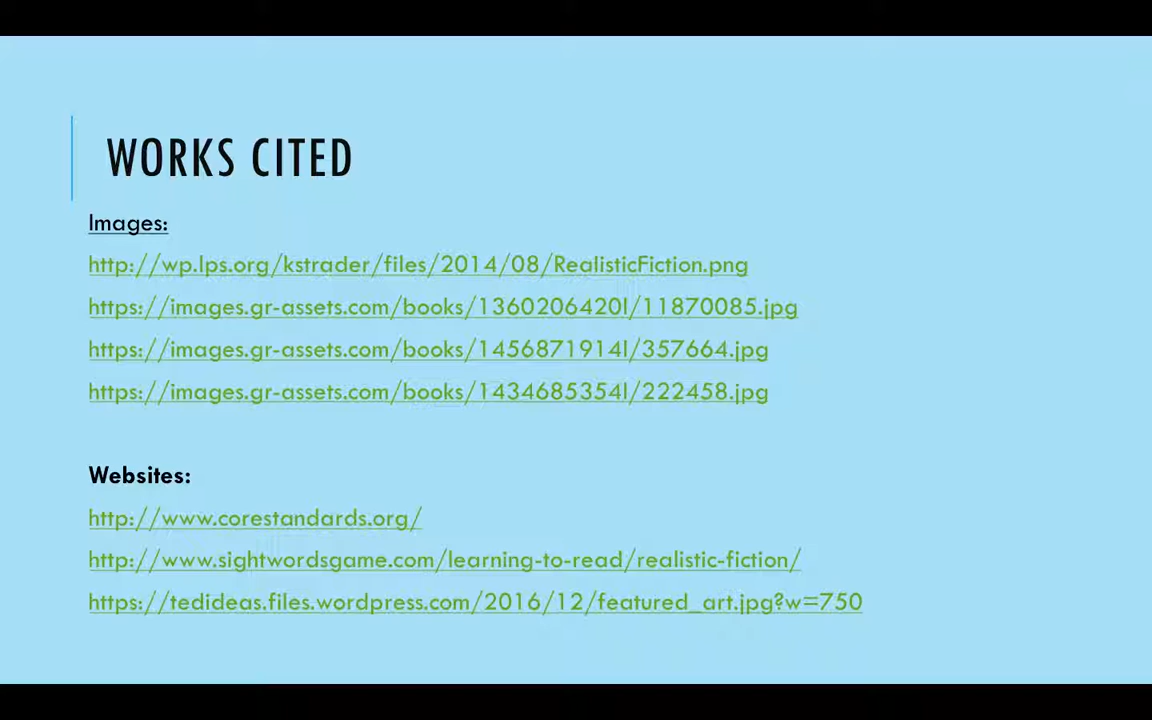 WORKS CITED
Images:
http://wp.lps.org/kstrader/files/2014/08/RealisticFiction.png
https://images.gr-assets.com/books/1360206420l/11870085.jpg
https://images.gr-assets.com/books/1456871914l/357664.jpg
https://images.gr-assets.com/books/1434685354l/222458.jpg
Websites:
http://www.corestandards.org/
http://www.sightwordsgame.com/learning-to-read/realistic-fiction/
https://tedideas.files.wordpress.com/2016/12/featured_art.jpg?w=750